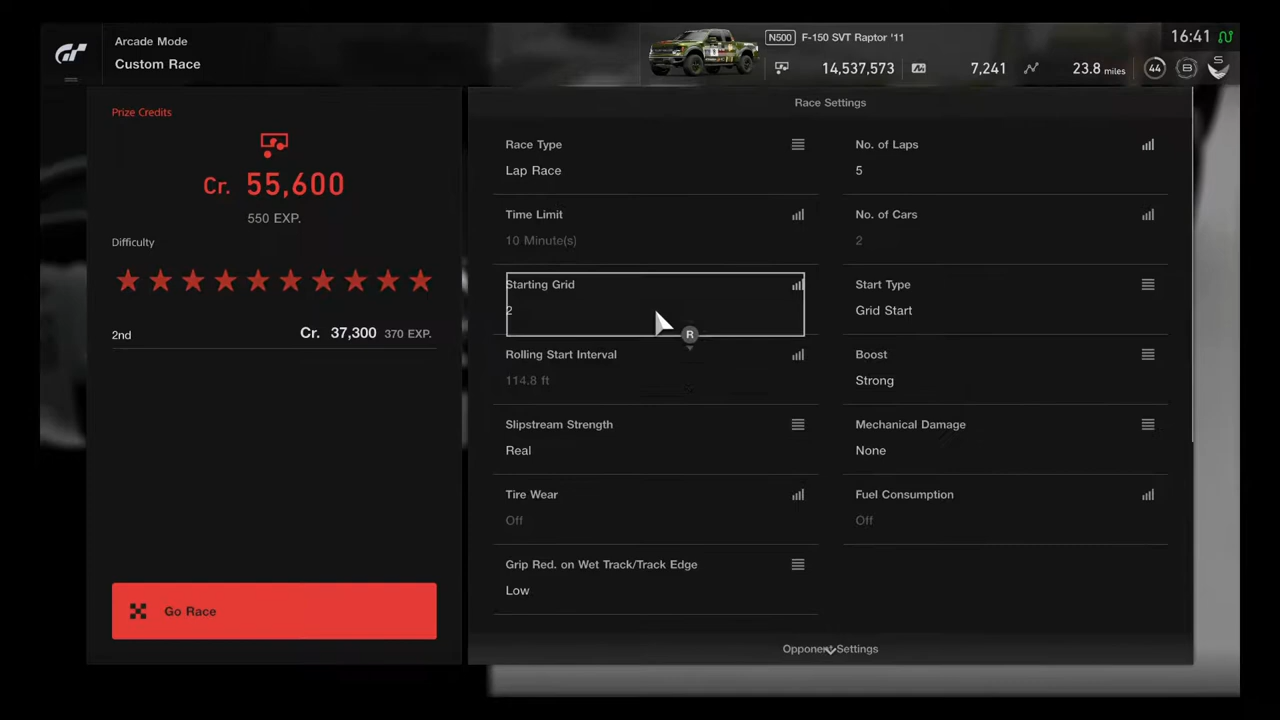 Arcade Mode
Custom Race
N500 F-150 SVT Raptor '11
14,537,573 7,241 23.8 miles 44 B S
16:41
Prize Credits
Cr. 55,600
550 EXP.
Difficulty
2nd Cr. 37,300 370 EXP.
Go Race
Race Settings
Race Type
Lap Race
No. of Laps
5
Time Limit
10 Minute(s)
No. of Cars
2
Starting Grid
2
R
Start Type
Grid Start
Rolling Start Interval
114.8 ft
Boost
Strong
Slipstream Strength
Real
Mechanical Damage
None
Tire Wear
Off
Fuel Consumption
Off
Grip Red. on Wet Track/Track Edge
Low
Opponent Settings